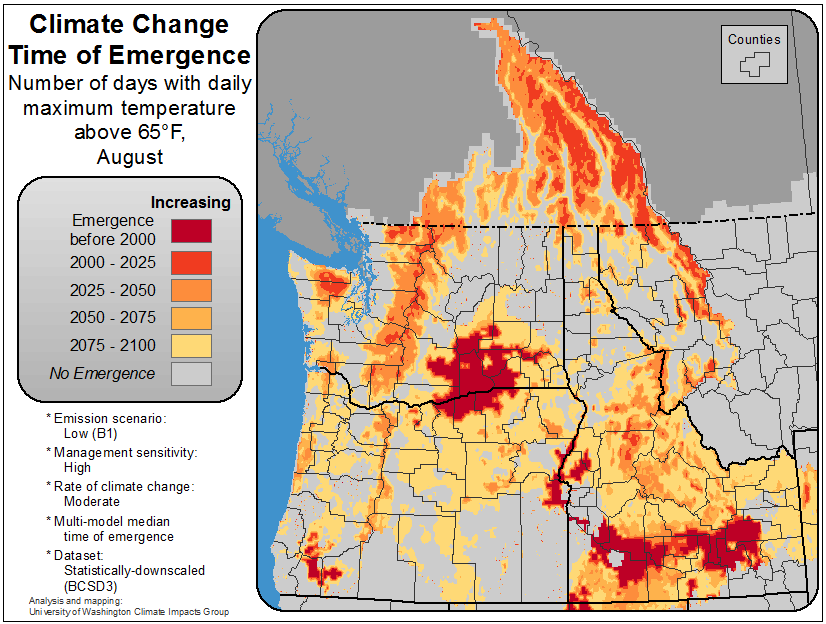 Climate Change
Time of Emergence
Number of days with daily
maximum temperature
above 65°F,
August
Increasing
Emergence
before 2000
2000 - 2025
2025 - 2050
2050 - 2075
2075 - 2100
No Emergence
* Emission scenario:
Low (B1)
* Management sensitivity:
High
* Rate of climate change:
Moderate
* Multi-model median
time of emergence
* Dataset:
Statistically-downscaled
(BCSD3)
Analysis and mapping:
University of Washington Climate Impacts Group
Counties